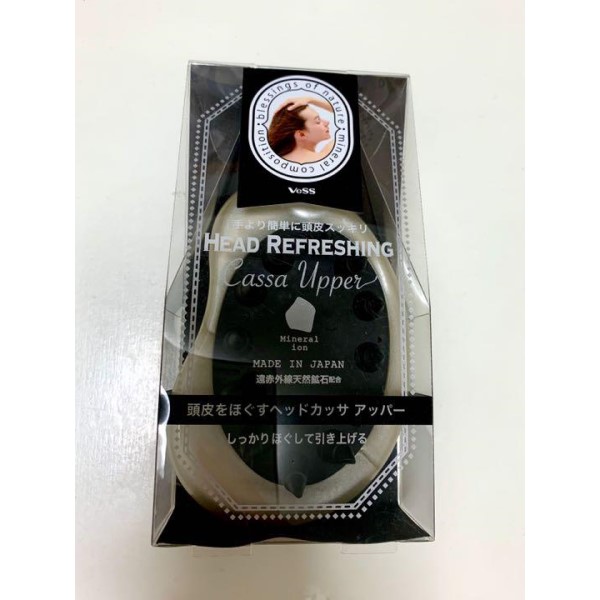 blessings of nature • mineral composition •
VeSS
手より簡単に頭皮スッキリ
HEAD REFRESHING
Cassa Upper
Mineral
ion
MADE IN JAPAN
遠赤外線天然鉱石配合
頭皮をほぐすヘッドカッサ アッパー
しっかりほぐして引き上げる